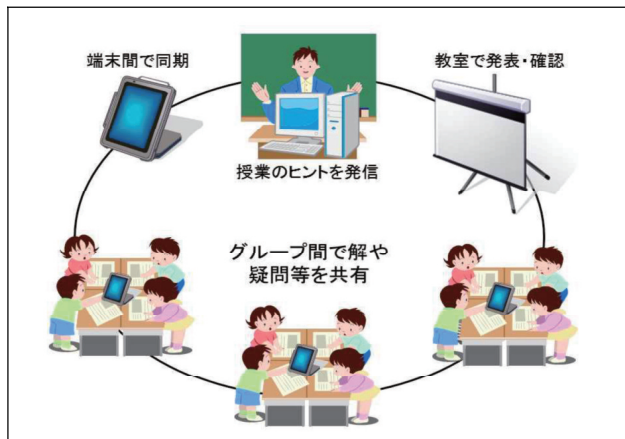 端末間で同期
教室で発表・確認
授業のヒントを発信
グループ間で解や
疑問等を共有